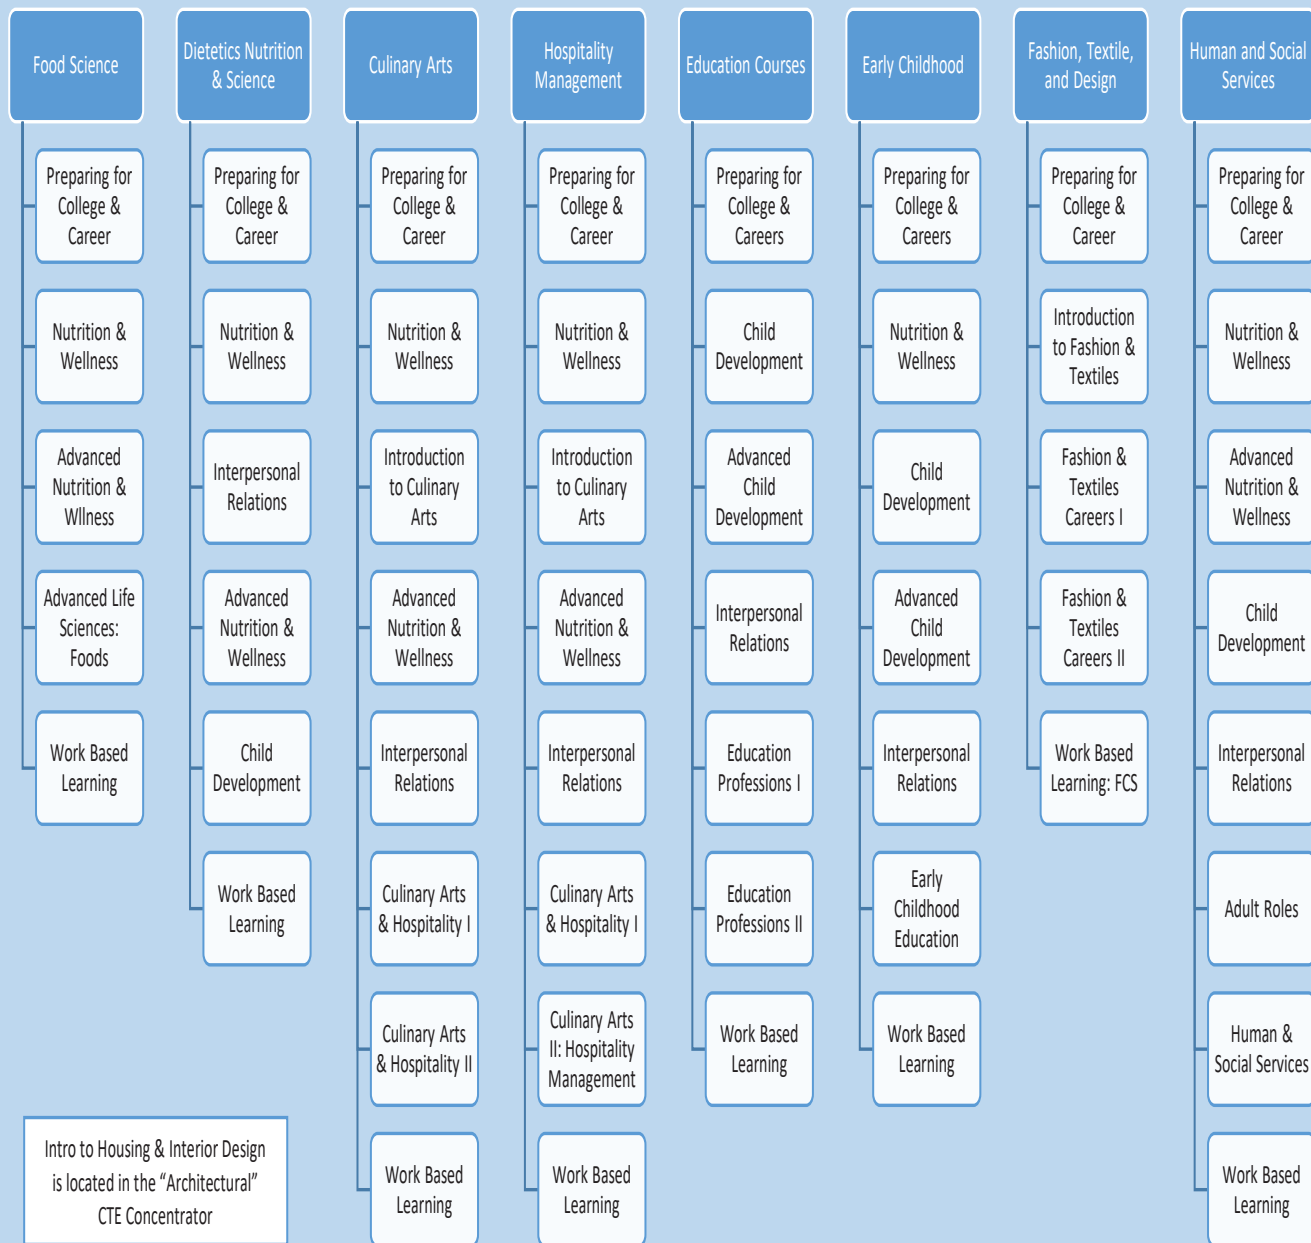 Food Science
Preparing for
College &
Career
Nutrition &
Wellness
Advanced
Nutrition &
Wllness
Advanced Life
Sciences:
Foods
Work Based
Learning
Dietetics Nutrition
& Science
Preparing for
College &
Career
Nutrition &
Wellness
Interpersonal
Relations
Advanced
Nutrition &
Wellness
Child
Development
Work Based
Learning
Culinary Arts
Preparing for
College &
Career
Nutrition &
Wellness
Introduction
to Culinary
Arts
Advanced
Nutrition &
Wellness
Interpersonal
Relations
Culinary Arts
& Hospitality I
Culinary Arts
& Hospitality II
Work Based
Learning
Hospitality
Management
Preparing for
College &
Career
Nutrition &
Wellness
Introduction
to Culinary
Arts
Advanced
Nutrition &
Wellness
Interpersonal
Relations
Culinary Arts
& Hospitality I
Culinary Arts
II: Hospitality
Management
Work Based
Learning
Education Courses
Preparing for
College &
Careers
Child
Development
Advanced
Child
Development
Interpersonal
Relations
Education
Professions I
Education
Professions II
Work Based
Learning
Early Childhood
Preparing for
College &
Careers
Nutrition &
Wellness
Child
Development
Advanced
Child
Development
Interpersonal
Relations
Early
Childhood
Education
Work Based
Learning
Fashion, Textile,
and Design
Preparing for
College &
Career
Introduction
to Fashion &
Textiles
Fashion &
Textiles
Careers I
Fashion &
Textiles
Careers II
Work Based
Learning: FCS
Human and Social
Services
Preparing for
College &
Career
Nutrition &
Wellness
Advanced
Nutrition &
Wellness
Child
Development
Interpersonal
Relations
Adult Roles
Human &
Social Services
Work Based
Learning
Intro to Housing & Interior Design
is located in the “Architectural”
CTE Concentrator